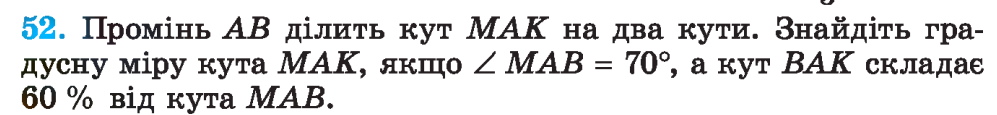 52. Промінь AB ділить кут MAK на два кути. Знайдіть гра-
дусну міру кута MAK, якщо ∠ MAB = 70°, а кут BAK складає
60 % від кута MAB.